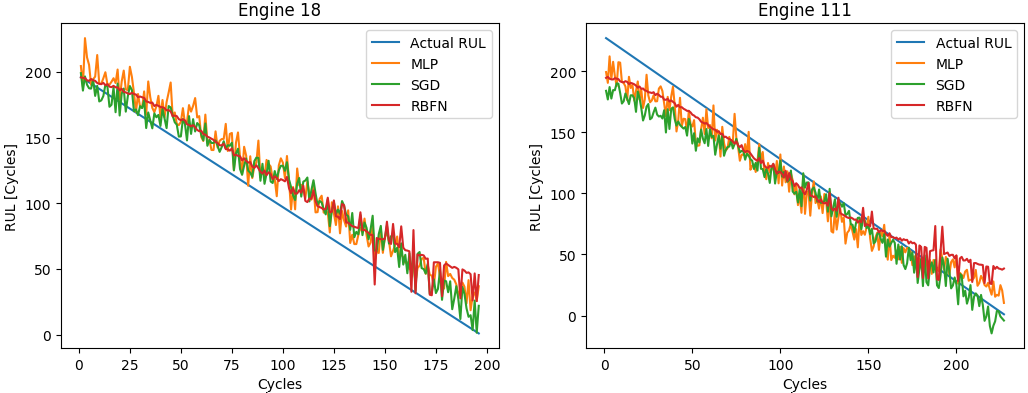 Engine 18
Actual RUL
MLP
SGD
RBFN
200
150
100
50
0
RUL [Cycles]
0 25 50 75 100 125 150 175 200
Cycles
Engine 111
Actual RUL
MLP
SGD
RBFN
200
150
100
50
0
RUL [Cycles]
0 50 100 150 200
Cycles